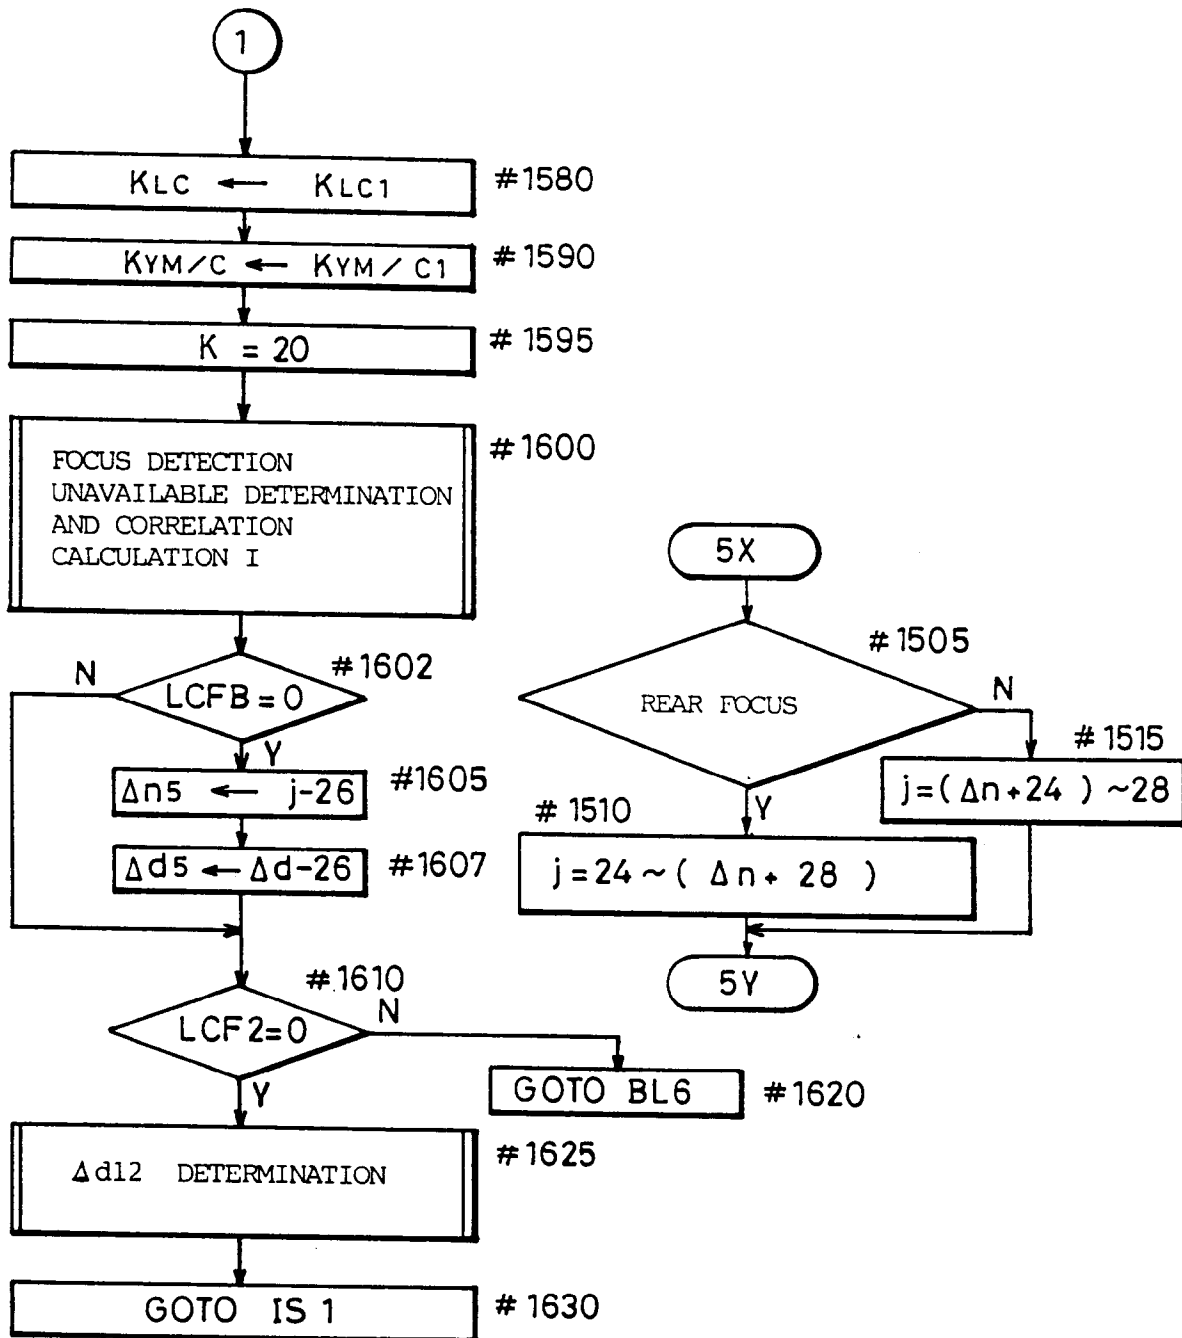 1
KLC ← KLC1 #1580
KYM/C ← KYM/C1 #1590
K = 20 #1595
#1600
FOCUS DETECTION
UNAVAILABLE DETERMINATION
AND CORRELATION
CALCULATION I
N LCFB=0 #1602
Y
Δn5 ← j-26 #1605
Δd5 ← Δd-26 #1607
#1610
LCF2=0 N
Y
GOTO BL6 #1620
Δd12 DETERMINATION #1625
GOTO IS 1 #1630
5X
#1505
REAR FOCUS N
Y
#1515
j=(Δn+24)~28
#1510
j=24~(Δn+28)
5Y